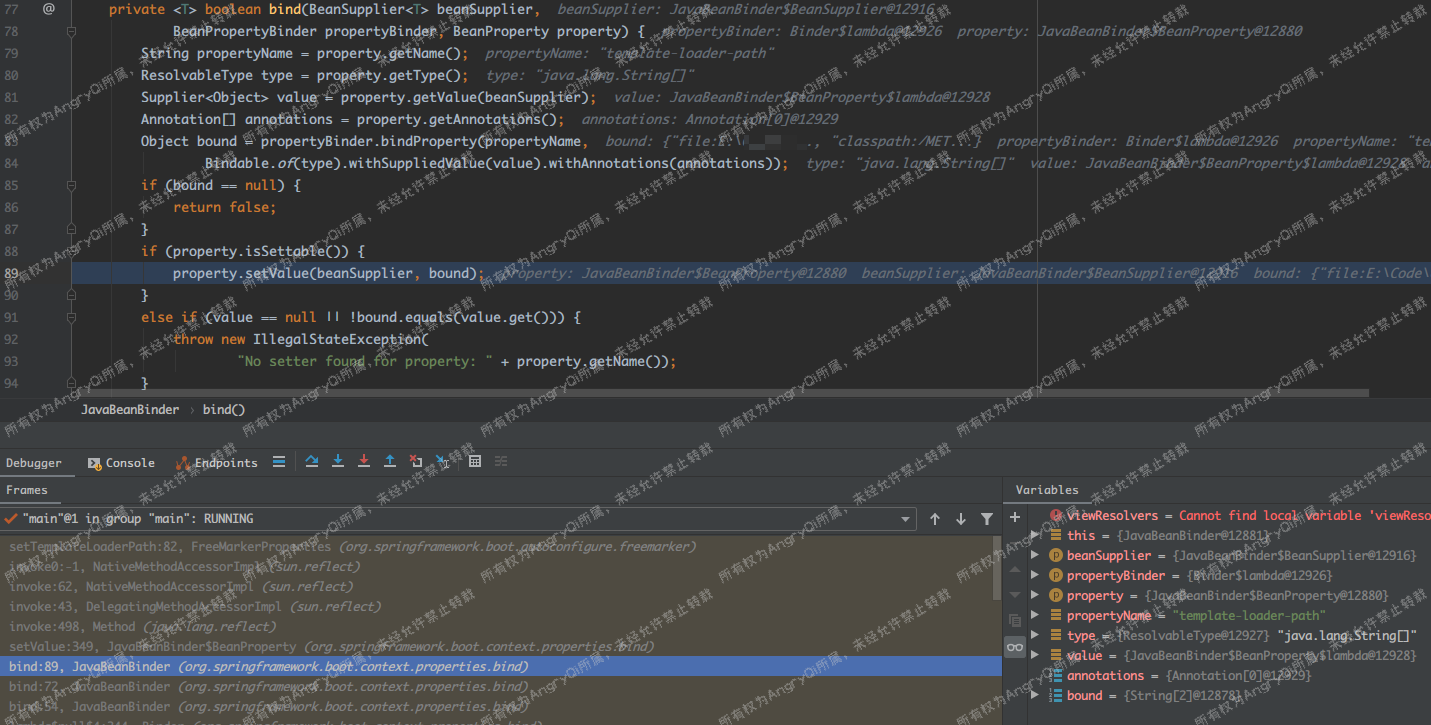 77 @ private <T> boolean bind(BeanSupplier<T> beanSupplier, beanSupplier: JavaBeanBinder$BeanSupplier@12916
78 BeanPropertyBinder propertyBinder, BeanProperty property) { propertyBinder: Binder$lambda@12926 property: JavaBeanBinder$BeanProperty@12880
79 String propertyName = property.getName(); propertyName: "template-loader-path"
80 ResolvableType type = property.getType(); type: "java.lang.String[]"
81 Supplier<Object> value = property.getValue(beanSupplier); value: JavaBeanBinder$BeanProperty$lambda@12928
82 Annotation[] annotations = property.getAnnotations(); annotations: Annotation[0]@12929
83 Object bound = propertyBinder.bindProperty(propertyName, bound: {"file:E:\ ., "classpath:/MET...} propertyBinder: Binder$lambda@12926 propertyName: "te
84 Bindable.of(type).withSuppliedValue(value).withAnnotations(annotations)); type: "java.lang.String[]" value: JavaBeanBinder$BeanProperty$lambda@12928 a
85 if (bound == null) {
86 return false;
87 }
88 if (property.isSettable()) {
89 property.setValue(beanSupplier, bound); property: JavaBeanBinder$BeanProperty@12880 beanSupplier: JavaBeanBinder$BeanSupplier@12916 bound: {"file:E:\Code\
90 }
91 else if (value == null || !bound.equals(value.get())) {
92 throw new IllegalStateException(
93 "No setter found for property: " + property.getName());
94 }
JavaBeanBinder › bind()
Debugger Console Endpoints
Frames
"main"@1 in group "main": RUNNING
setTemplateLoaderPath:82, FreeMarkerProperties (org.springframework.boot.autoconfigure.freemarker)
invoke0:-1, NativeMethodAccessorImpl (sun.reflect)
invoke:62, NativeMethodAccessorImpl (sun.reflect)
invoke:43, DelegatingMethodAccessorImpl (sun.reflect)
invoke:498, Method (java.lang.reflect)
setValue:349, JavaBeanBinder$BeanProperty (org.springframework.boot.context.properties.bind)
bind:89, JavaBeanBinder (org.springframework.boot.context.properties.bind)
bind:72, JavaBeanBinder (org.springframework.boot.context.properties.bind)
bind:54, JavaBeanBinder (org.springframework.boot.context.properties.bind)
Variables
viewResolvers = Cannot find local variable 'viewReso
this = {JavaBeanBinder@12881}
beanSupplier = {JavaBeanBinder$BeanSupplier@12916}
propertyBinder = {Binder$lambda@12926}
property = {JavaBeanBinder$BeanProperty@12880}
propertyName = "template-loader-path"
type = {ResolvableType@12927} "java.lang.String[]"
value = {JavaBeanBinder$BeanProperty$lambda@12928}
annotations = {Annotation[0]@12929}
bound = {String[2]@12878}
所有权为AngryQi所属，未经允许禁止转载